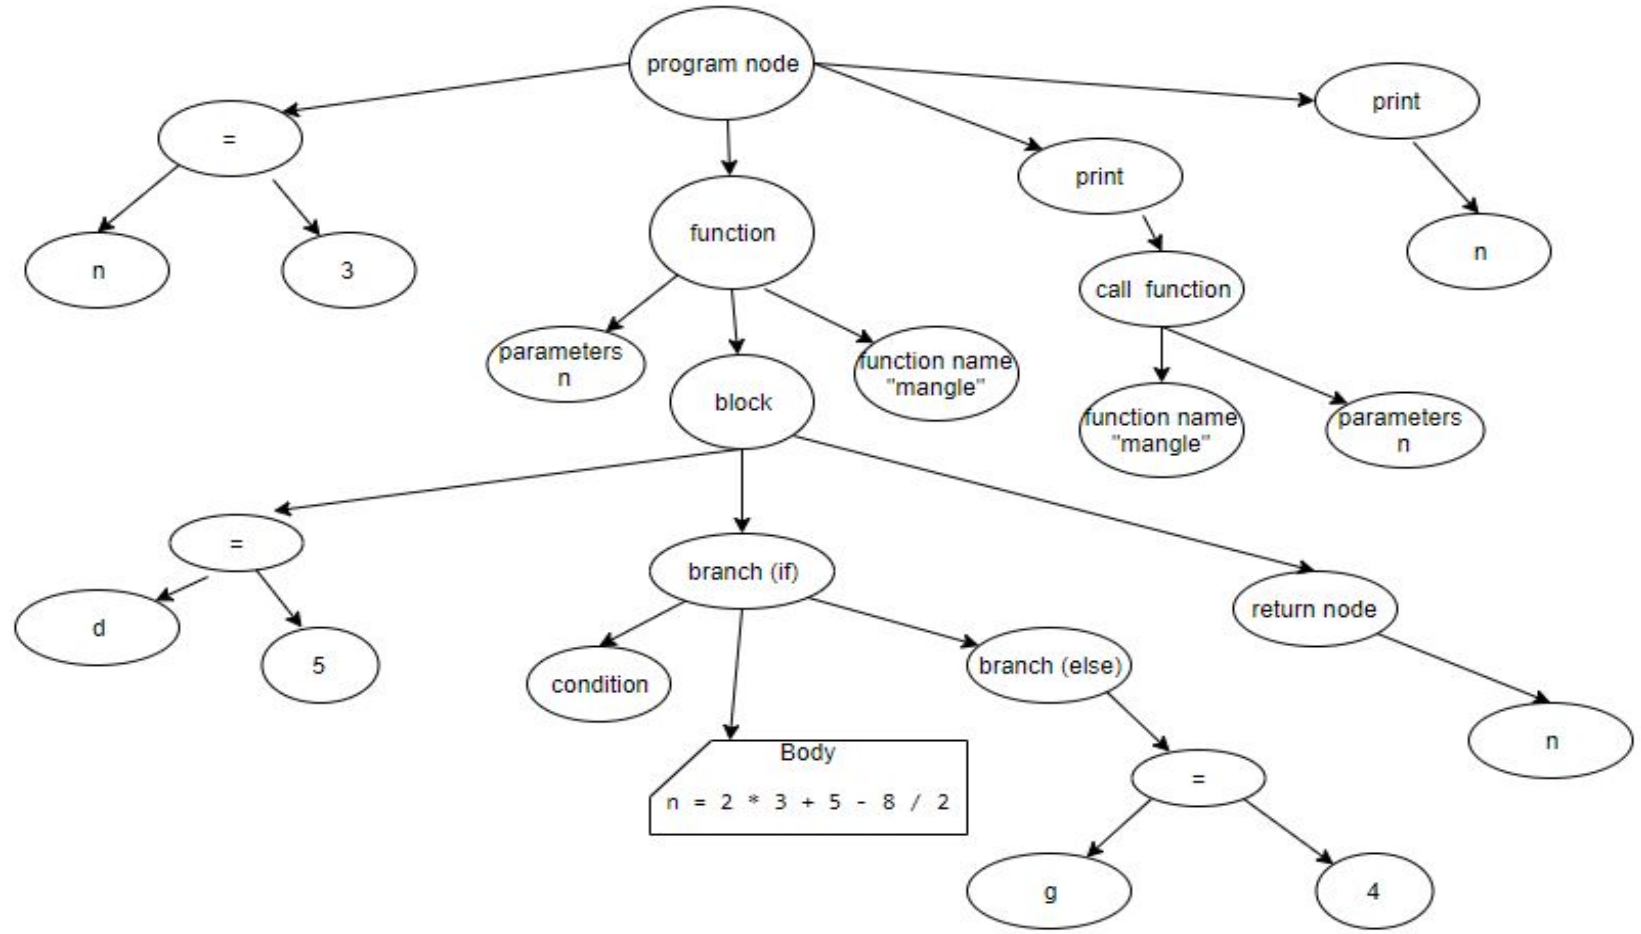 program node
print
=
print
function
n
n
3
call  function
parameters
n
function name
"mangle"
block
function name
"mangle"
parameters
n
=
branch (if)
return node
d
5
condition
branch (else)
n
Body
n = 2 * 3 + 5 - 8 / 2
=
g
4